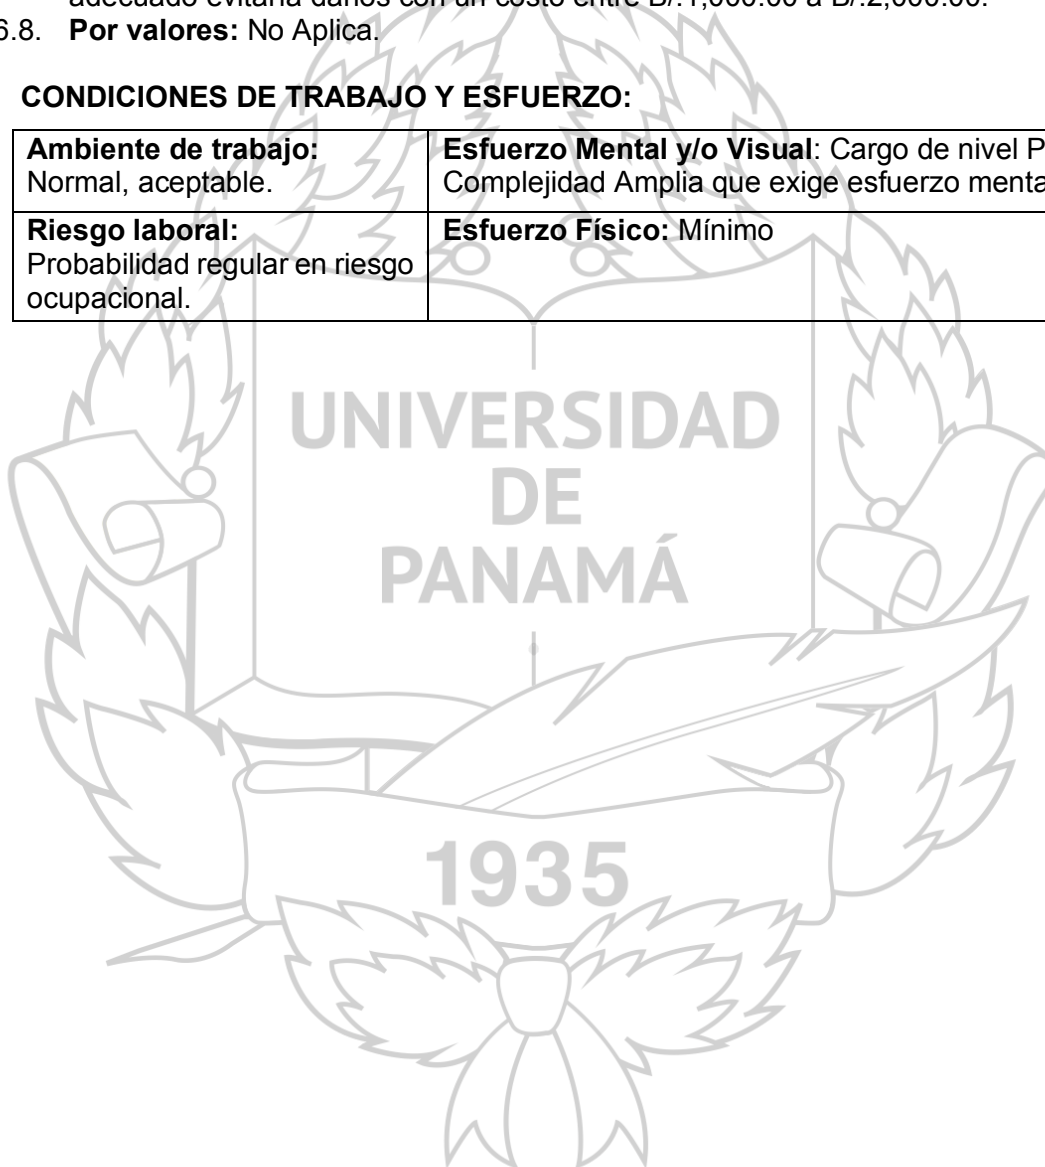 adecuado evitaría daños con un costo entre B/.1,000.00 a B/.2,000.00.
6.8. Por valores: No Aplica.
CONDICIONES DE TRABAJO Y ESFUERZO:
Ambiente de trabajo:
Normal, aceptable.
Esfuerzo Mental y/o Visual: Cargo de nivel P
Complejidad Amplia que exige esfuerzo menta
Riesgo laboral:
Probabilidad regular en riesgo
ocupacional.
Esfuerzo Físico: Mínimo
UNIVERSIDAD
DE
PANAMÁ
1935